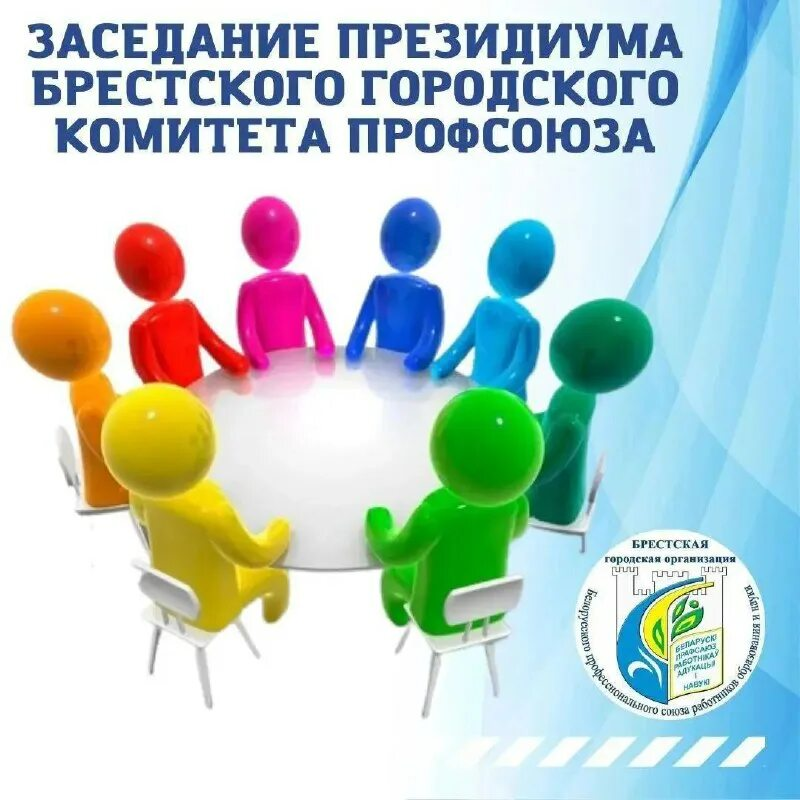 ЗАСЕДАНИЕ ПРЕЗИДИУМА
БРЕСТСКОГО ГОРОДСКОГО
КОМИТЕТА ПРОФСОЮЗА
БРЕСТСКАЯ
городская организация
Белорусского профессионального союза работников образования и науки
БЕЛАРУСКІ
ПРАФСАЮЗ
РАБОТНІКАЎ
АДУКАЦЫІ
І
НАВУКІ